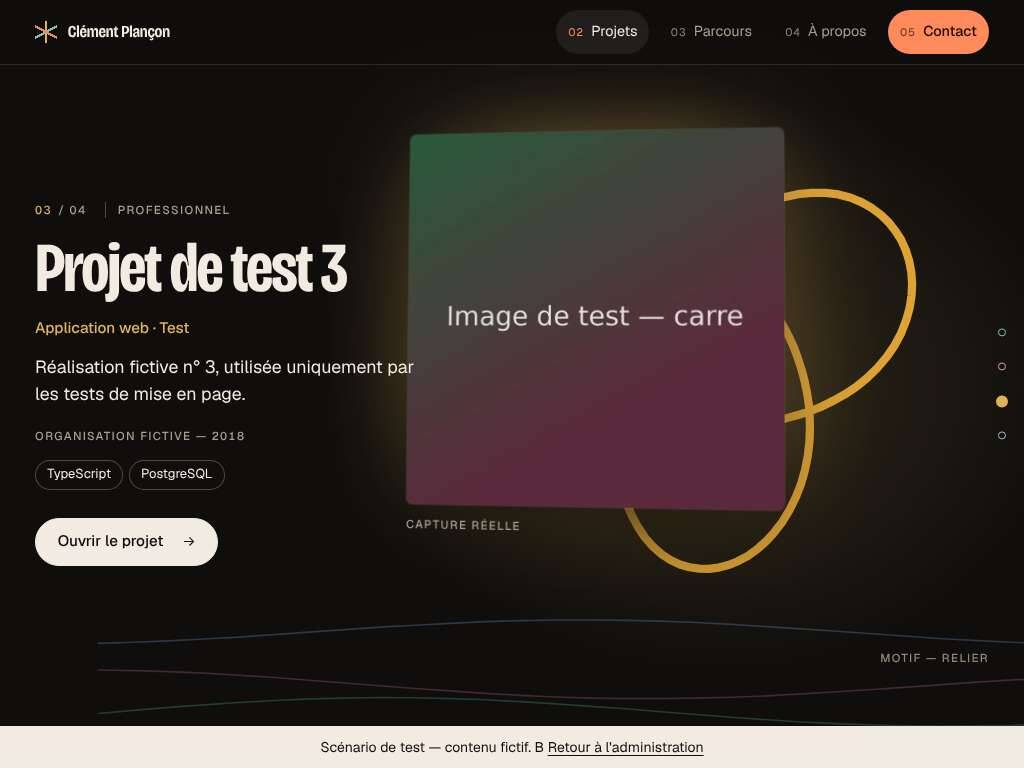 Clément Plançon
02 Projets
03 Parcours
04 À propos
05 Contact
03 / 04 PROFESSIONNEL
Projet de test 3
Application web · Test
Réalisation fictive n° 3, utilisée uniquement par
les tests de mise en page.
ORGANISATION FICTIVE — 2018
TypeScript
PostgreSQL
Ouvrir le projet →
Image de test — carre
CAPTURE RÉELLE
MOTIF — RELIER
Scénario de test — contenu fictif. B Retour à l'administration